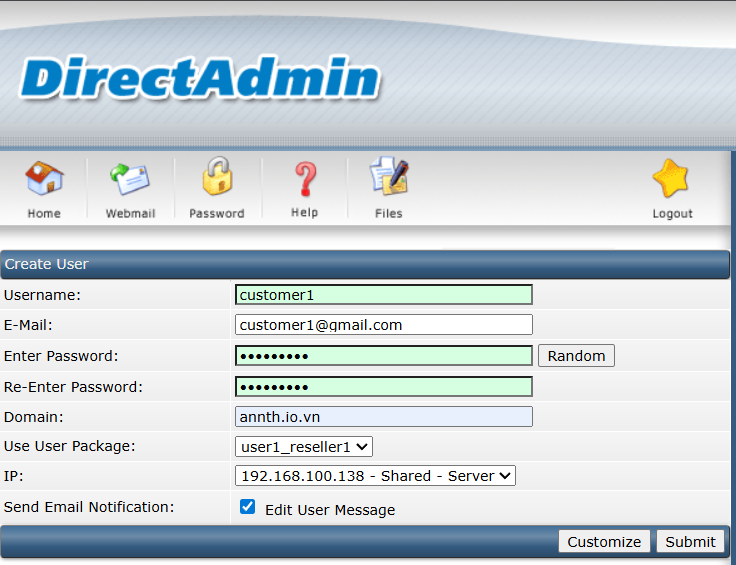 DirectAdmin
Home Webmail Password Help Files Logout
Create User
Username: customer1
E-Mail: customer1@gmail.com
Enter Password: ••••••••• Random
Re-Enter Password: •••••••••
Domain: annth.io.vn
Use User Package: user1_reseller1
IP: 192.168.100.138 - Shared - Server
Send Email Notification: Edit User Message
Customize Submit